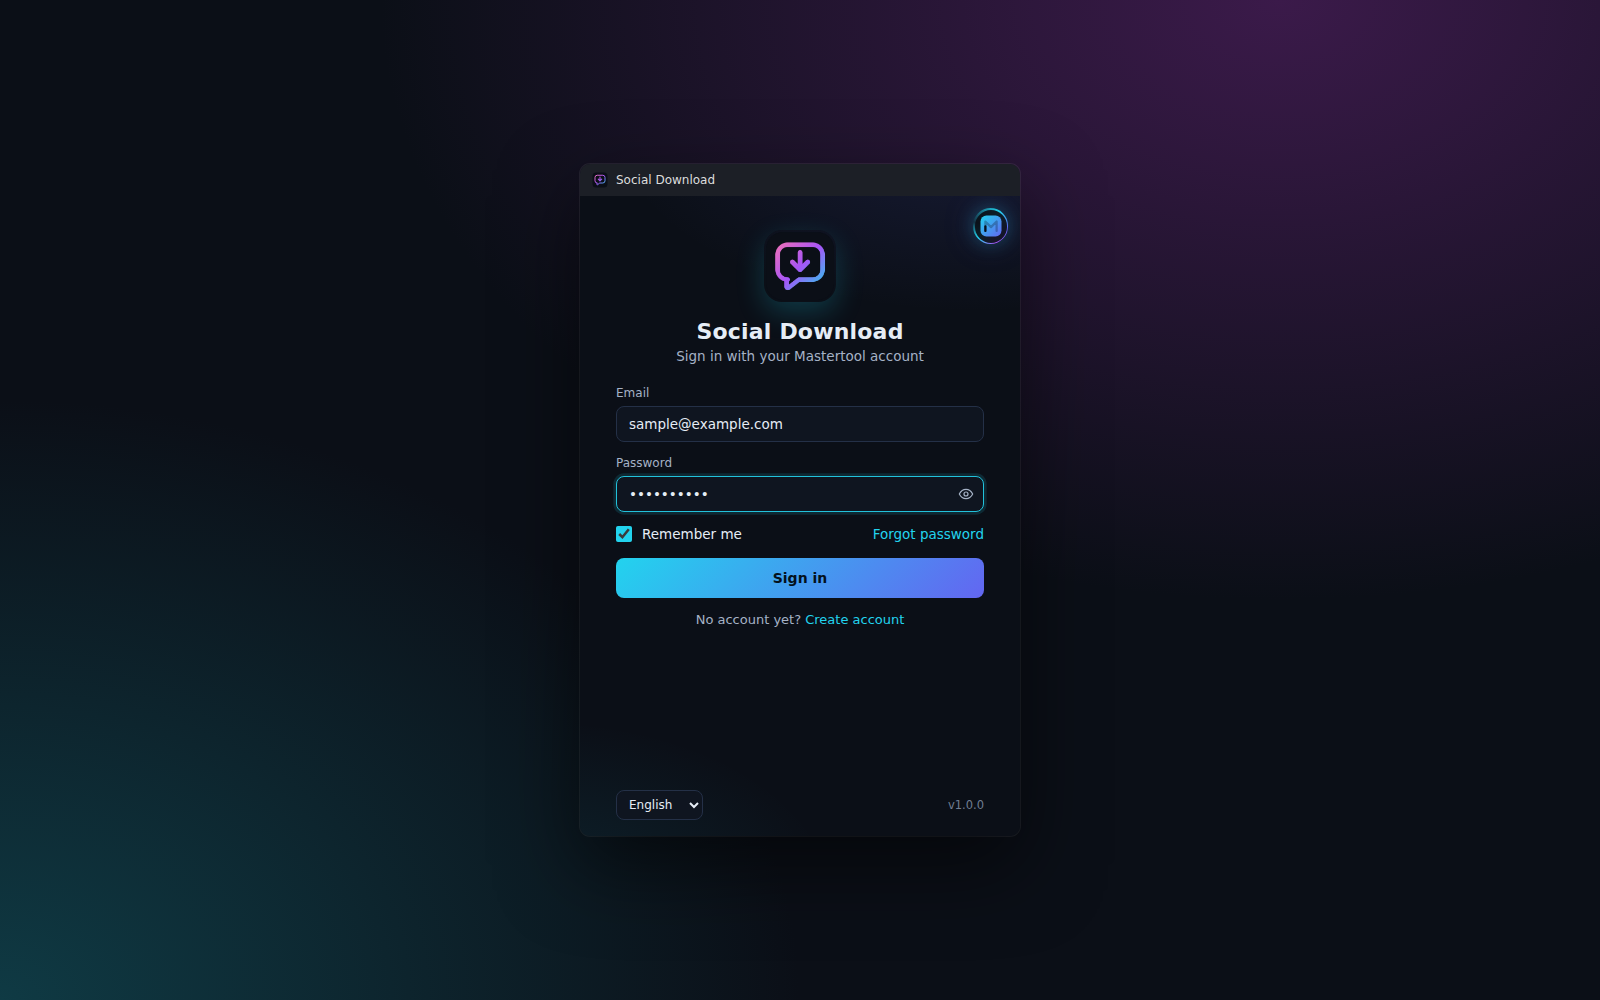 Social Download
Social Download
Sign in with your Mastertool account
Email
sample@example.com
Password
••••••••••
Remember me
Forgot password
Sign in
No account yet? Create account
English
v1.0.0